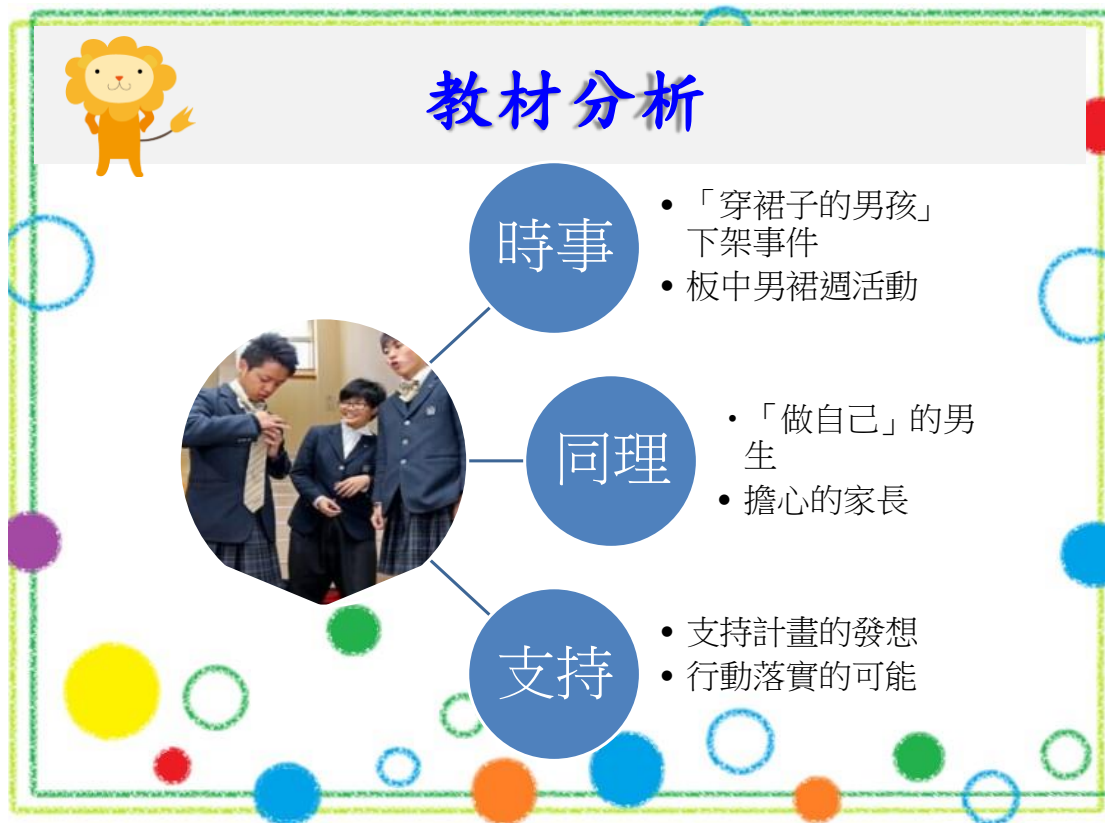 教材分析
時事
• 「穿裙子的男孩」
下架事件
• 板中男裙週活動
同理
• 「做自己」的男
生
• 擔心的家長
支持
• 支持計畫的發想
• 行動落實的可能